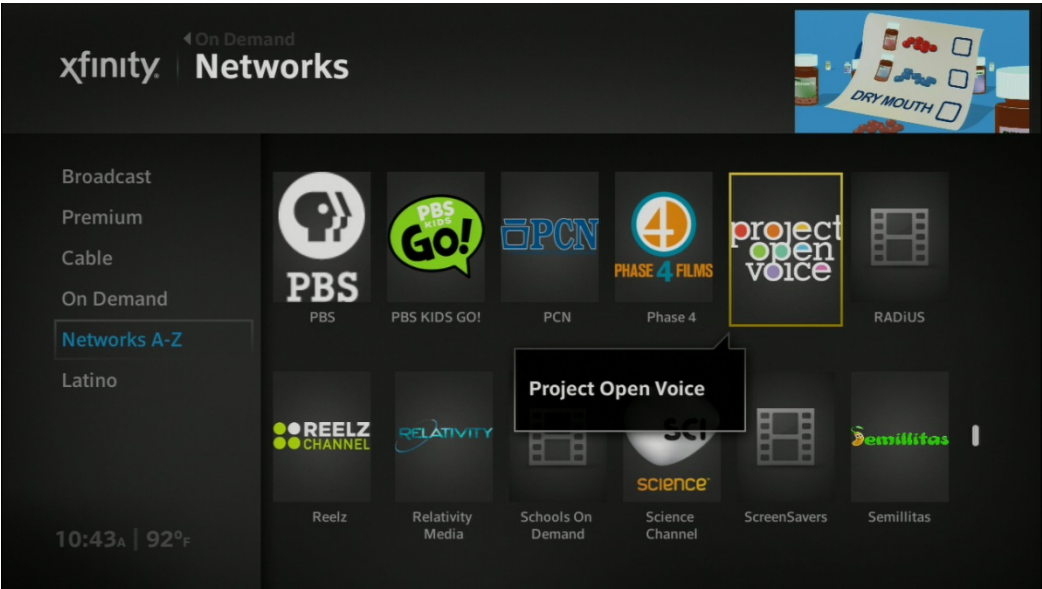 On Demand
xfinity. Networks
DRY MOUTH
Broadcast
Premium
Cable
On Demand
Networks A-Z
Latino
PBS
PBS KIDS GO!
PCN
4
PHASE 4 FILMS
project open voice
PBS
PBS KIDS GO!
PCN
Phase 4
RADiUS
Project Open Voice
REELZ CHANNEL
RELATIVITY
SCI
science
Semillitas
Reelz
Relativity Media
Schools On Demand
Science Channel
ScreenSavers
Semillitas
10:43A | 92°F